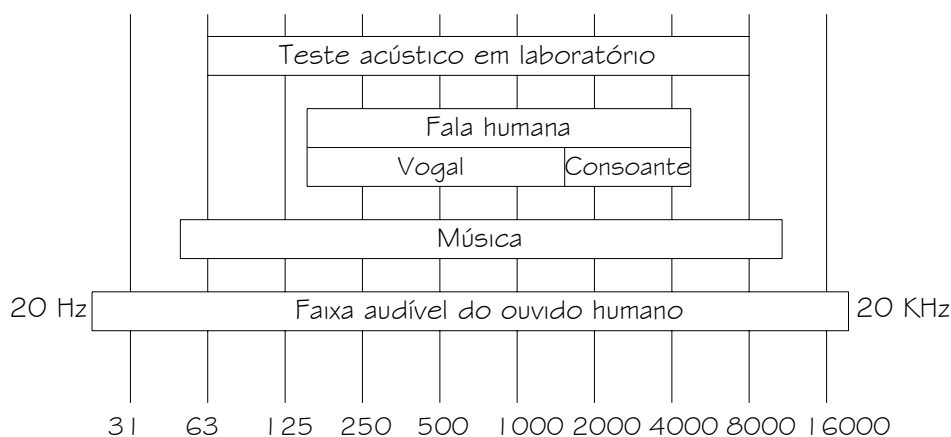 Teste acústico em laboratório
Fala humana
Vogal Consoante
Música
20 Hz Faixa audível do ouvido humano 20 KHz
31 63 125 250 500 1000 2000 4000 8000 16000